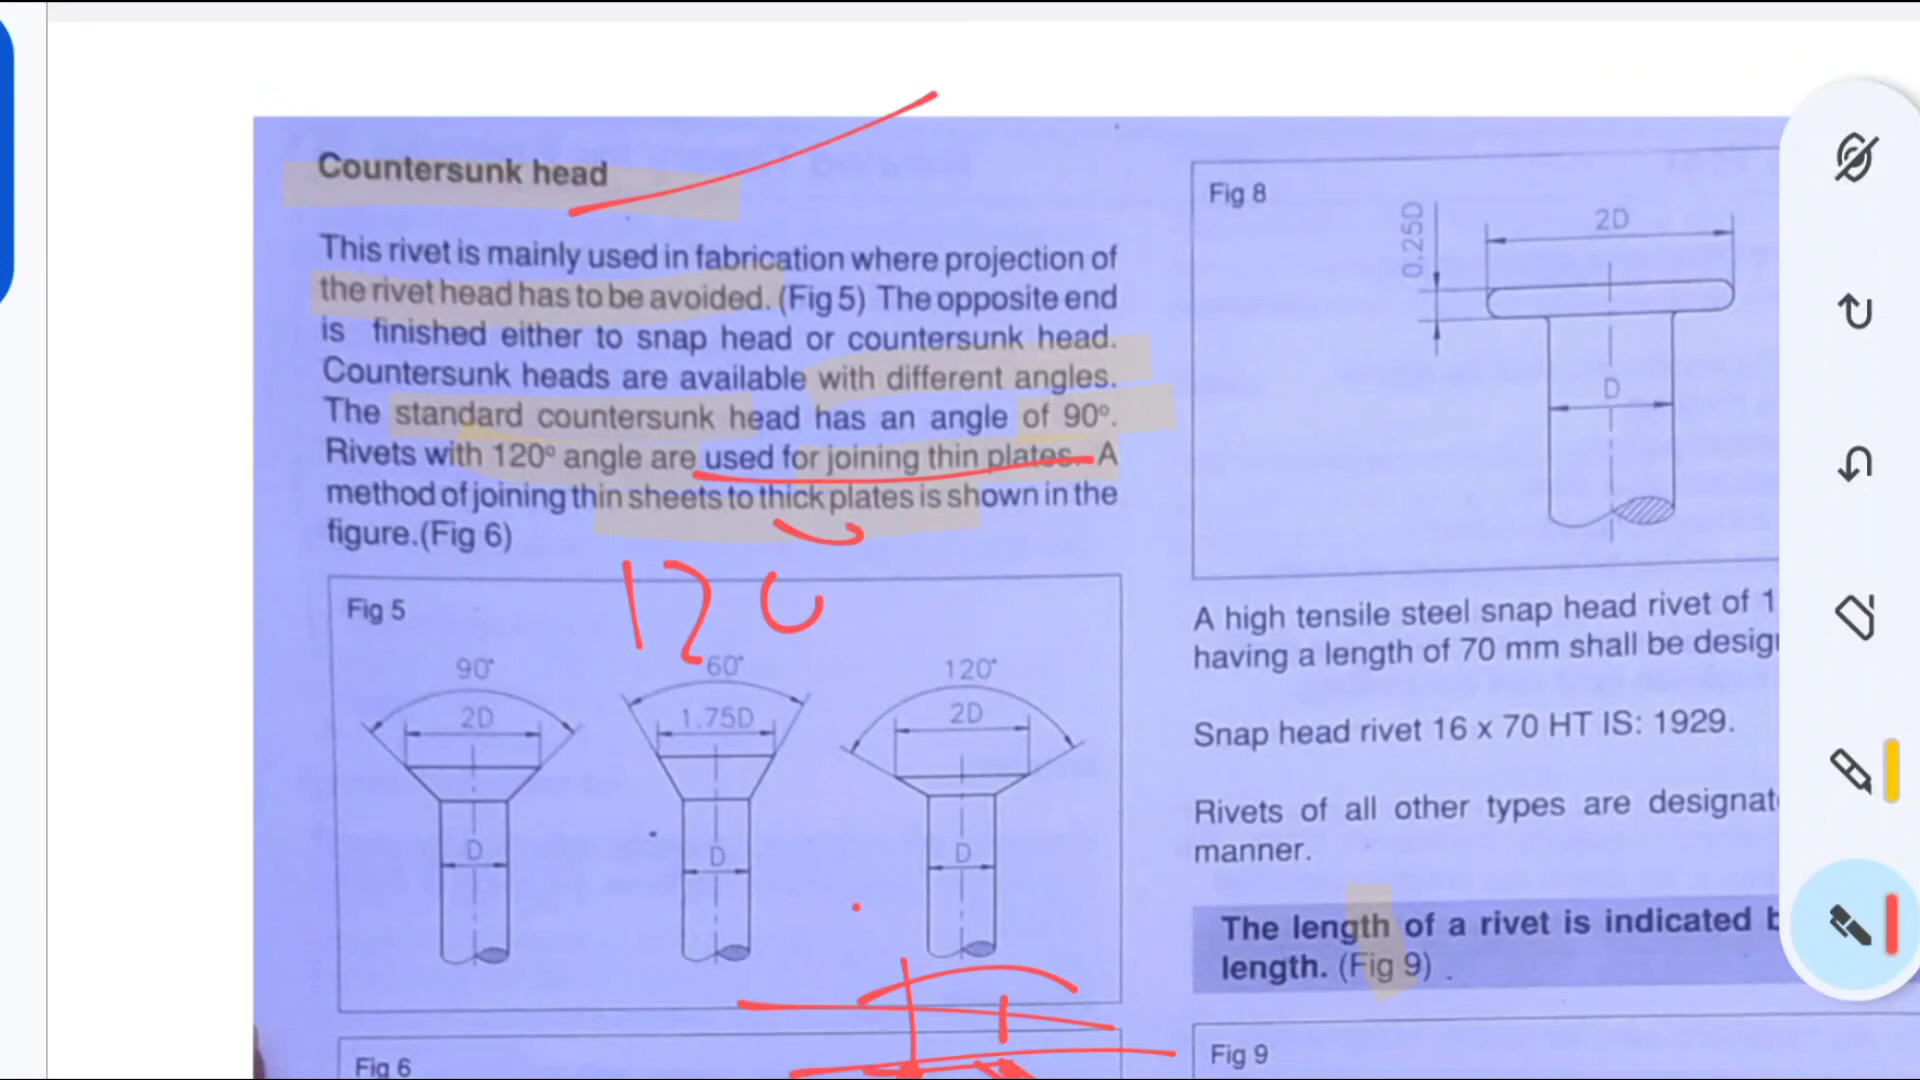 Countersunk head
This rivet is mainly used in fabrication where projection of
the rivet head has to be avoided. (Fig 5) The opposite end
is finished either to snap head or countersunk head.
Countersunk heads are available with different angles.
The standard countersunk head has an angle of 90°.
Rivets with 120° angle are used for joining thin plates. A
method of joining thin sheets to thick plates is shown in the
figure.(Fig 6)
120
Fig 5
90° 60° 120°
2D 1.75D 2D
D D D
Fig 6
Fig 8
0.25D
2D
D
A high tensile steel snap head rivet of 1
having a length of 70 mm shall be desig
Snap head rivet 16 x 70 HT IS: 1929.
Rivets of all other types are designat
manner.
The length of a rivet is indicated b
length. (Fig 9) .
Fig 9